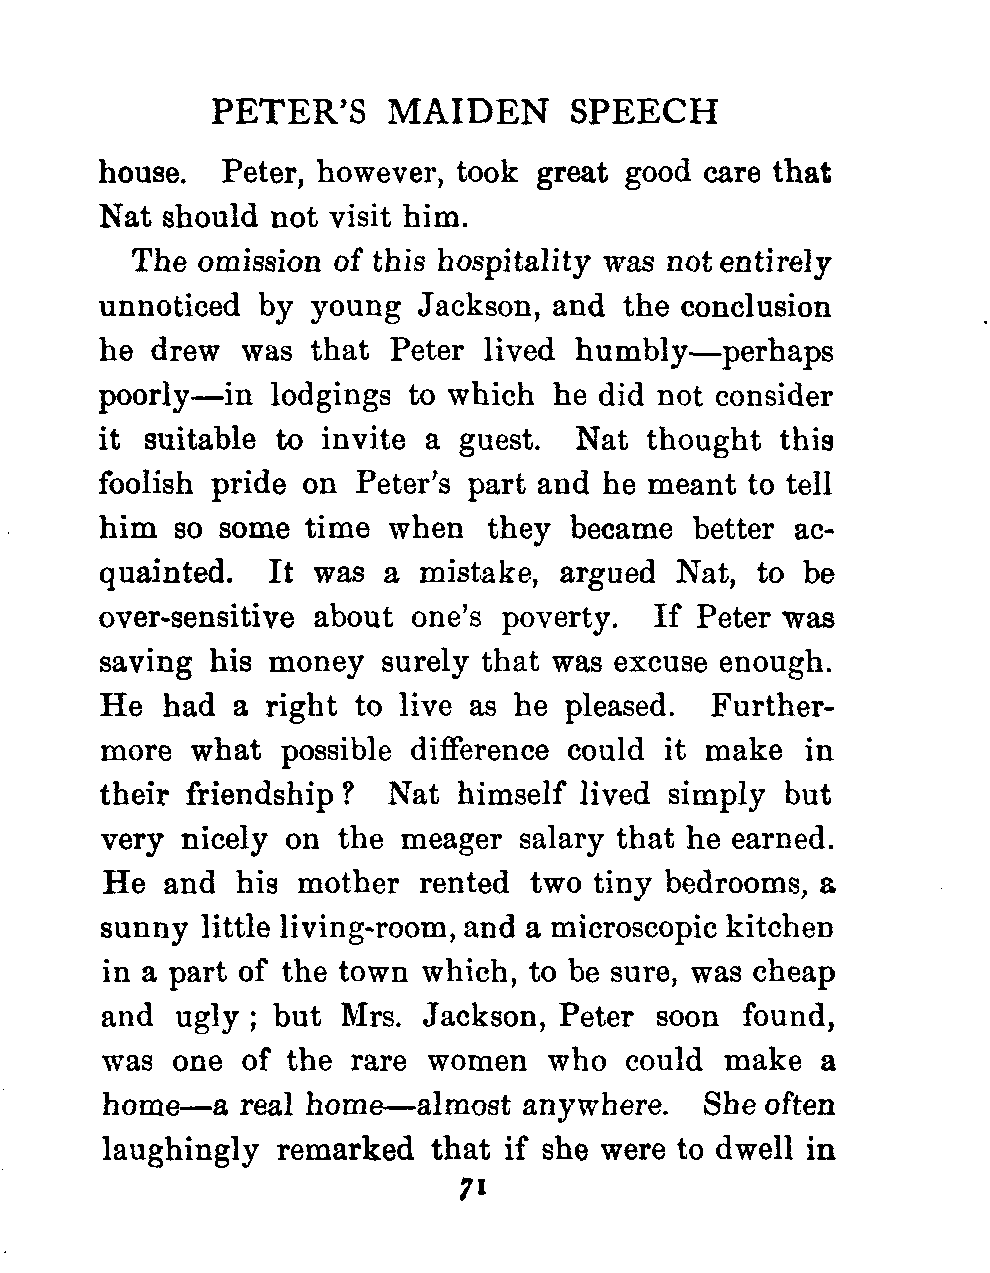 PETER'S MAIDEN SPEECH
house. Peter, however, took great good care that
Nat should not visit him.
The omission of this hospitality was not entirely
unnoticed by young Jackson, and the conclusion
he drew was that Peter lived humbly—perhaps
poorly—in lodgings to which he did not consider
it suitable to invite a guest. Nat thought this
foolish pride on Peter's part and he meant to tell
him so some time when they became better ac-
quainted. It was a mistake, argued Nat, to be
over-sensitive about one's poverty. If Peter was
saving his money surely that was excuse enough.
He had a right to live as he pleased. Further-
more what possible difference could it make in
their friendship? Nat himself lived simply but
very nicely on the meager salary that he earned.
He and his mother rented two tiny bedrooms, a
sunny little living-room, and a microscopic kitchen
in a part of the town which, to be sure, was cheap
and ugly; but Mrs. Jackson, Peter soon found,
was one of the rare women who could make a
home—a real home—almost anywhere. She often
laughingly remarked that if she were to dwell in
71